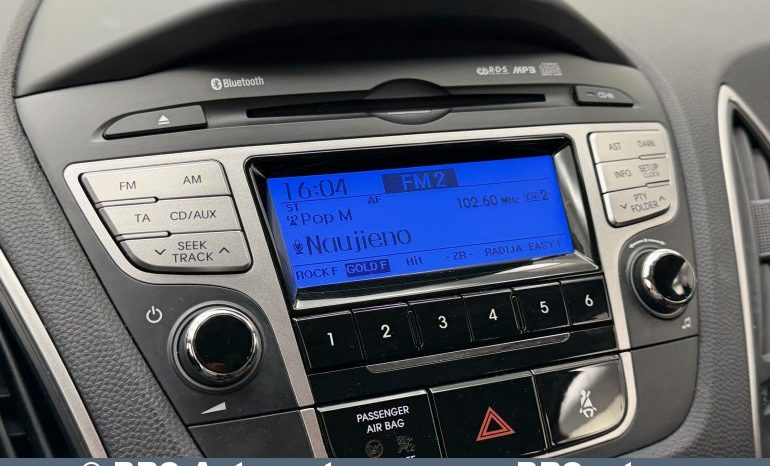 Bluetooth
CD R·D·S MP3
CD-IN
FM AM
TA CD/AUX
SEEK
TRACK
16:04 FM2
ST AF
Pop M 102.60 MHz 2
Naujieno
ROCK F GOLD F Hit -ZR- RADIJA EASY F
AST DARK
INFO SETUP
CLOCK
PTY
FOLDER
1 2 3 4 5 6
PASSENGER
AIR BAG